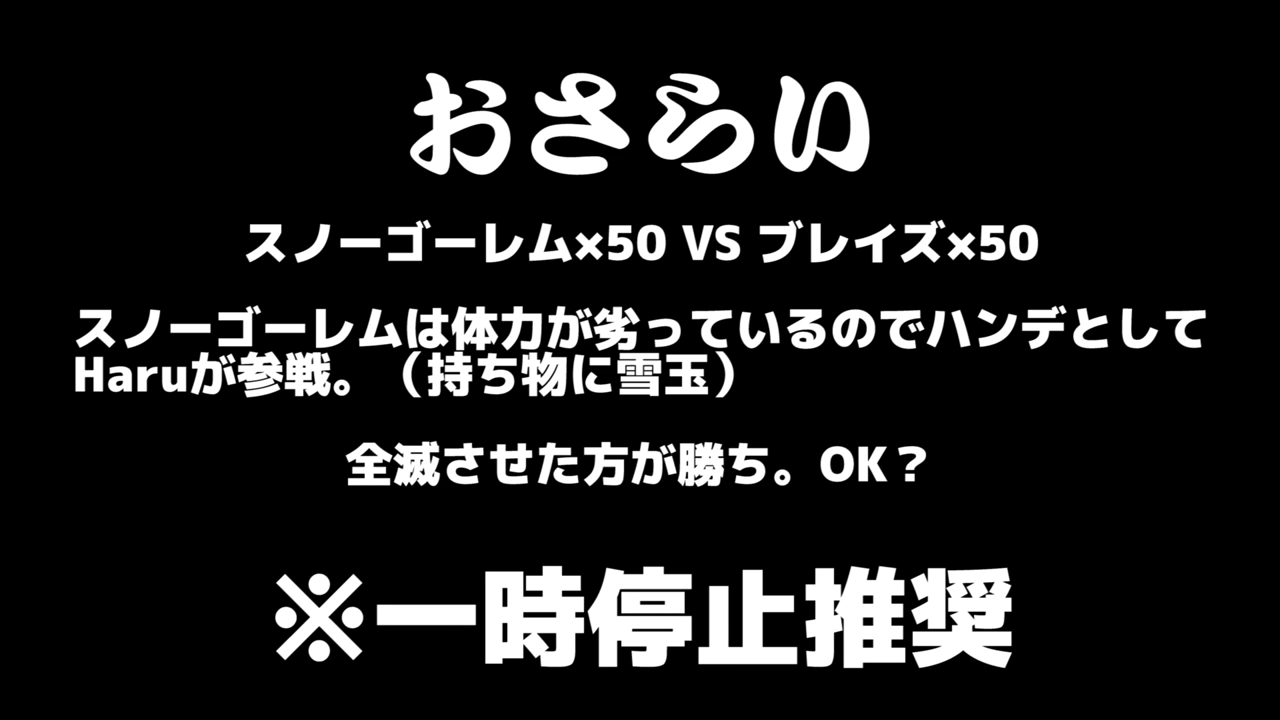 おさらい
スノーゴーレム×50 VS ブレイズ×50
スノーゴーレムは体力が劣っているのでハンデとして
Haruが参戦。（持ち物に雪玉）
全滅させた方が勝ち。OK？
※一時停止推奨